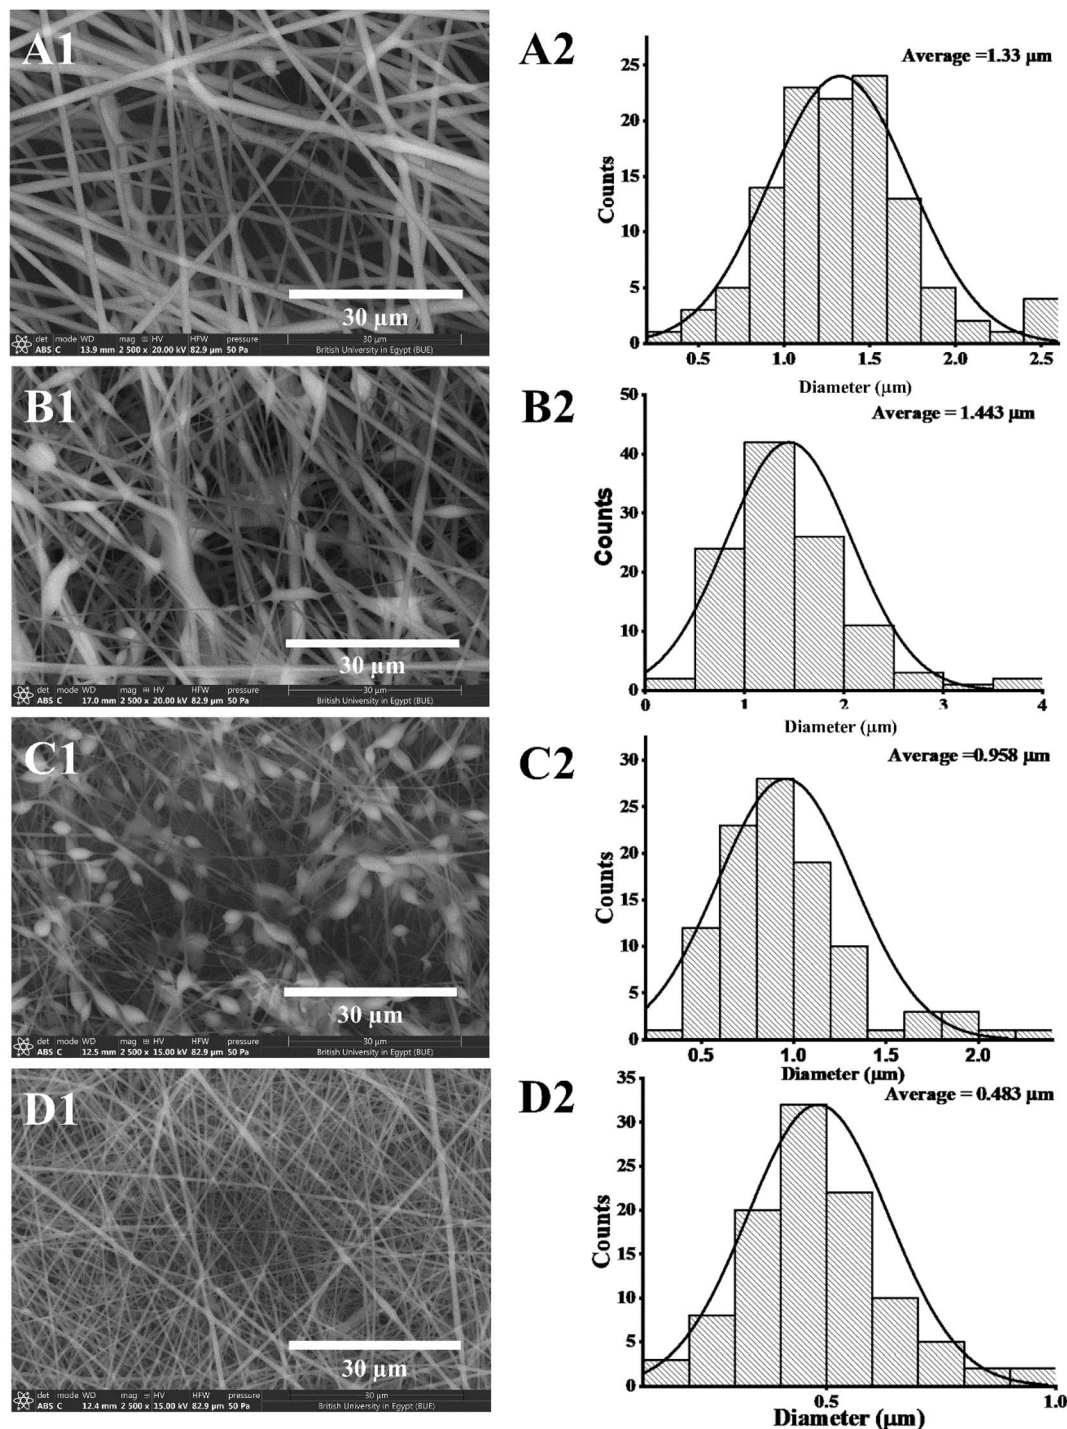 A1
30 µm
det mode WD mag HV HFW pressure 30 µm
ABS C 13.9 mm 2 500 x 20.00 kV 82.9 µm 50 Pa British University in Egypt (BUE)
A2
Average =1.33 µm
25
20
15
10
5
0
Counts
0.5 1.0 1.5 2.0 2.5
Diameter (µm)
B1
30 µm
det mode WD mag HV HFW pressure 30 µm
ABS C 17.0 mm 2 500 x 20.00 kV 82.9 µm 50 Pa British University in Egypt (BUE)
B2
Average = 1.443 µm
50
40
30
20
10
0
Counts
0 1 2 3 4
Diameter (µm)
C1
30 µm
det mode WD mag HV HFW pressure 30 µm
ABS C 12.5 mm 2 500 x 15.00 kV 82.9 µm 50 Pa British University in Egypt (BUE)
C2
Average =0.958 µm
30
25
20
15
10
5
0
Counts
0.5 1.0 1.5 2.0
Diameter (µm)
D1
30 µm
det mode WD mag HV HFW pressure 30 µm
ABS C 12.4 mm 2 500 x 15.00 kV 82.9 µm 50 Pa British University in Egypt (BUE)
D2
Average = 0.483 µm
35
30
25
20
15
10
5
0
Counts
0.5 1.0
Diameter (µm)